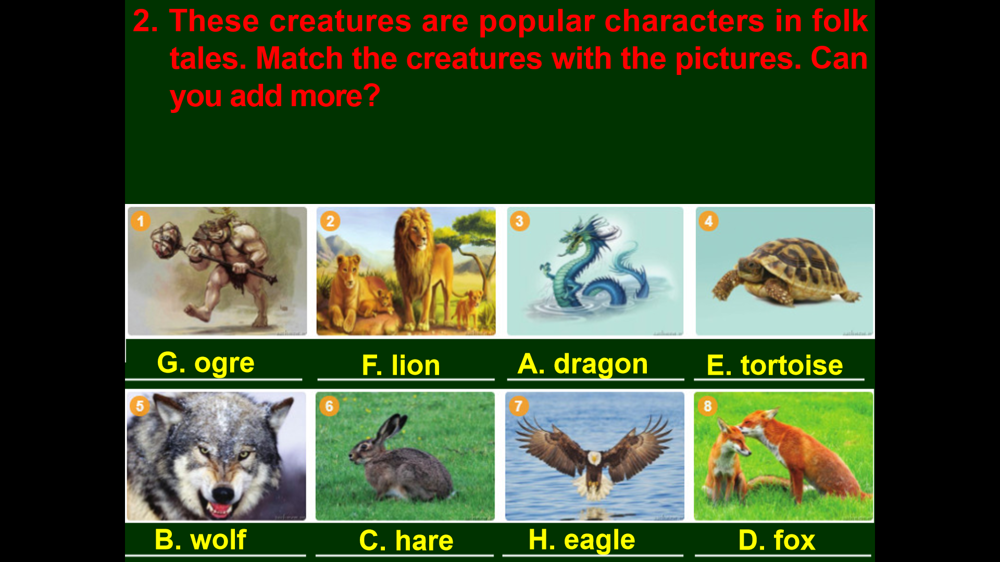 2. These creatures are popular characters in folk
tales. Match the creatures with the pictures. Can
you add more?
1
2
3
4
G. ogre
F. lion
A. dragon
E. tortoise
5
6
7
8
B. wolf
C. hare
H. eagle
D. fox